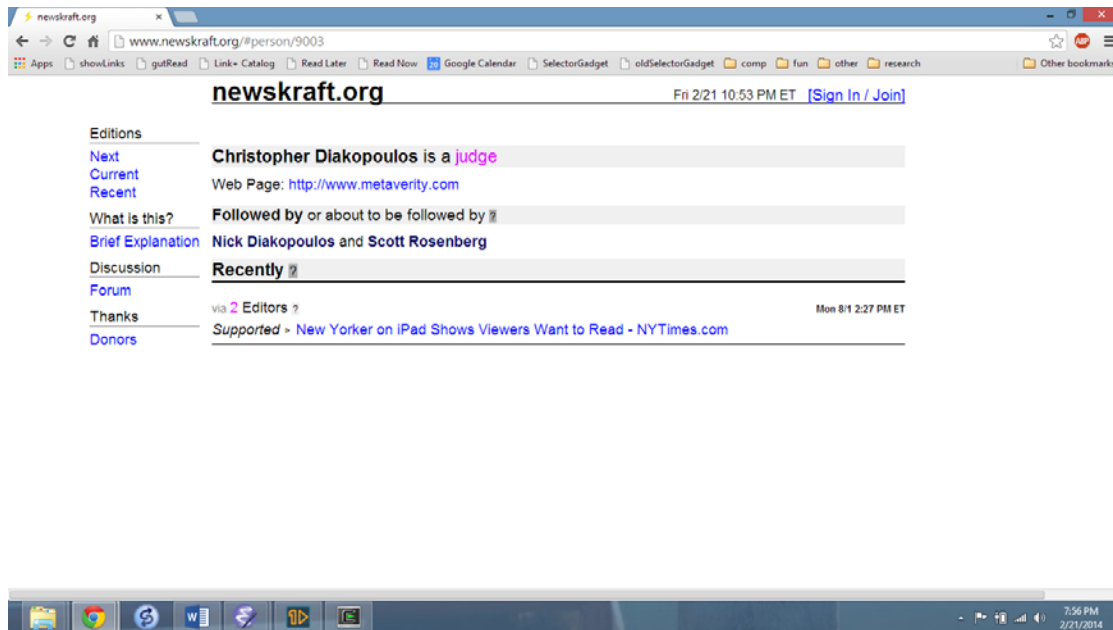 newskraft.org
www.newskraft.org/#person/9003
ABP
Apps showLinks gutRead Link+ Catalog Read Later Read Now Google Calendar SelectorGadget oldSelectorGadget comp fun other research Other bookmarks
newskraft.org Fri 2/21 10:53 PM ET [Sign In / Join]
Editions
Next
Current
Recent
What is this?
Brief Explanation
Discussion
Forum
Thanks
Donors
Christopher Diakopoulos is a judge
Web Page: http://www.metaverity.com
Followed by or about to be followed by ?
Nick Diakopoulos and Scott Rosenberg
Recently ?
via 2 Editors ? Mon 8/1 2:27 PM ET
Supported » New Yorker on iPad Shows Viewers Want to Read - NYTimes.com
7:56 PM
2/21/2014